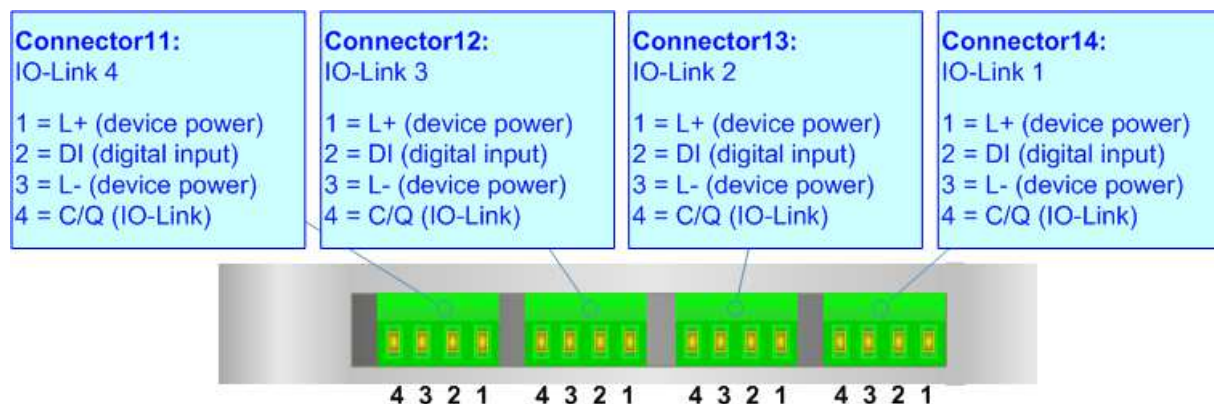 Connector11:
IO-Link 4
1 = L+ (device power)
2 = DI (digital input)
3 = L- (device power)
4 = C/Q (IO-Link)
Connector12:
IO-Link 3
1 = L+ (device power)
2 = DI (digital input)
3 = L- (device power)
4 = C/Q (IO-Link)
Connector13:
IO-Link 2
1 = L+ (device power)
2 = DI (digital input)
3 = L- (device power)
4 = C/Q (IO-Link)
Connector14:
IO-Link 1
1 = L+ (device power)
2 = DI (digital input)
3 = L- (device power)
4 = C/Q (IO-Link)
4 3 2 1 4 3 2 1 4 3 2 1 4 3 2 1